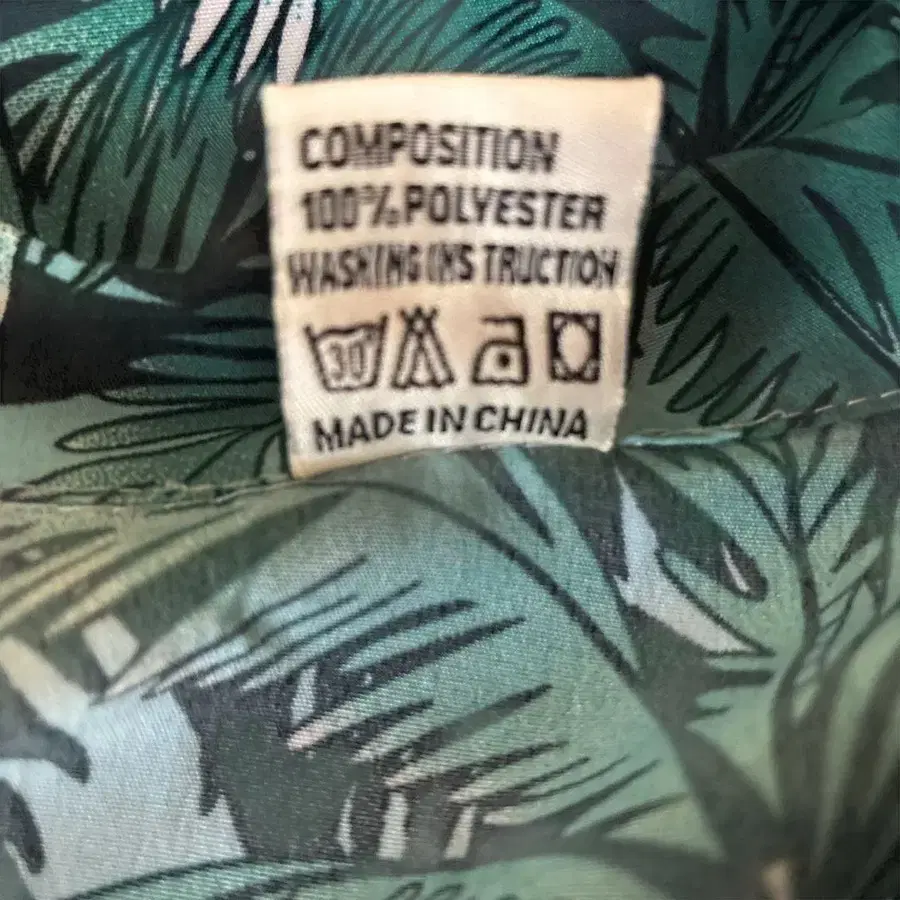 COMPOSITION
100% POLYESTER
WASHING INS TRUCTION
30
MADE IN CHINA